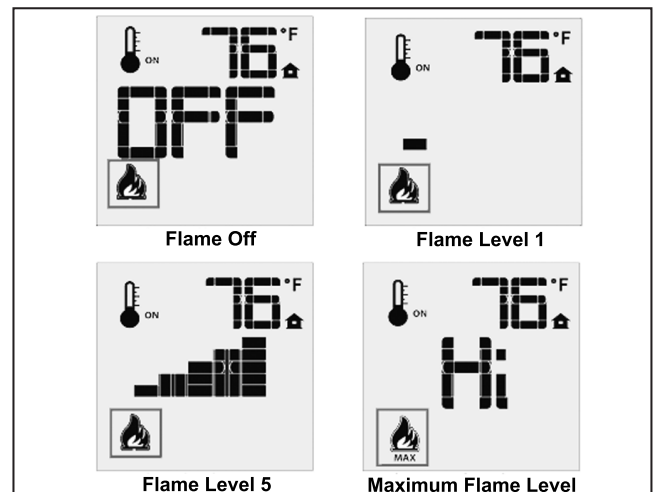 76 °F
ON
OFF
Flame Off
76 °F
ON
Flame Level 1
76 °F
ON
Flame Level 5
76 °F
ON
Hi
MAX
Maximum Flame Level